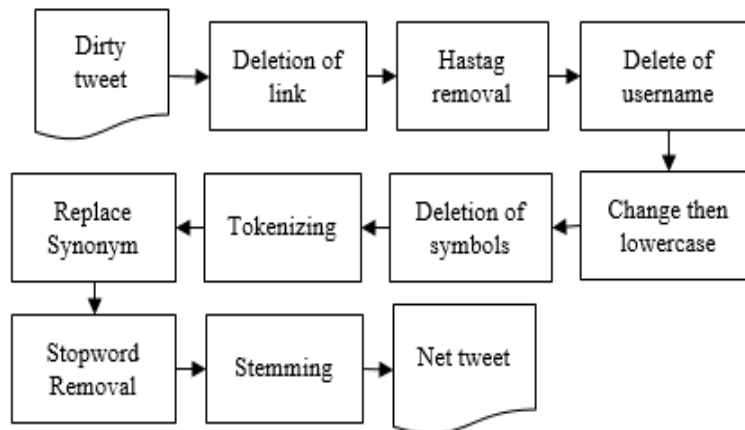 Dirty
tweet
Deletion of
link
Hastag
removal
Delete of
username
Change then
lowercase
Deletion of
symbols
Tokenizing
Replace
Synonym
Stopword
Removal
Stemming
Net tweet